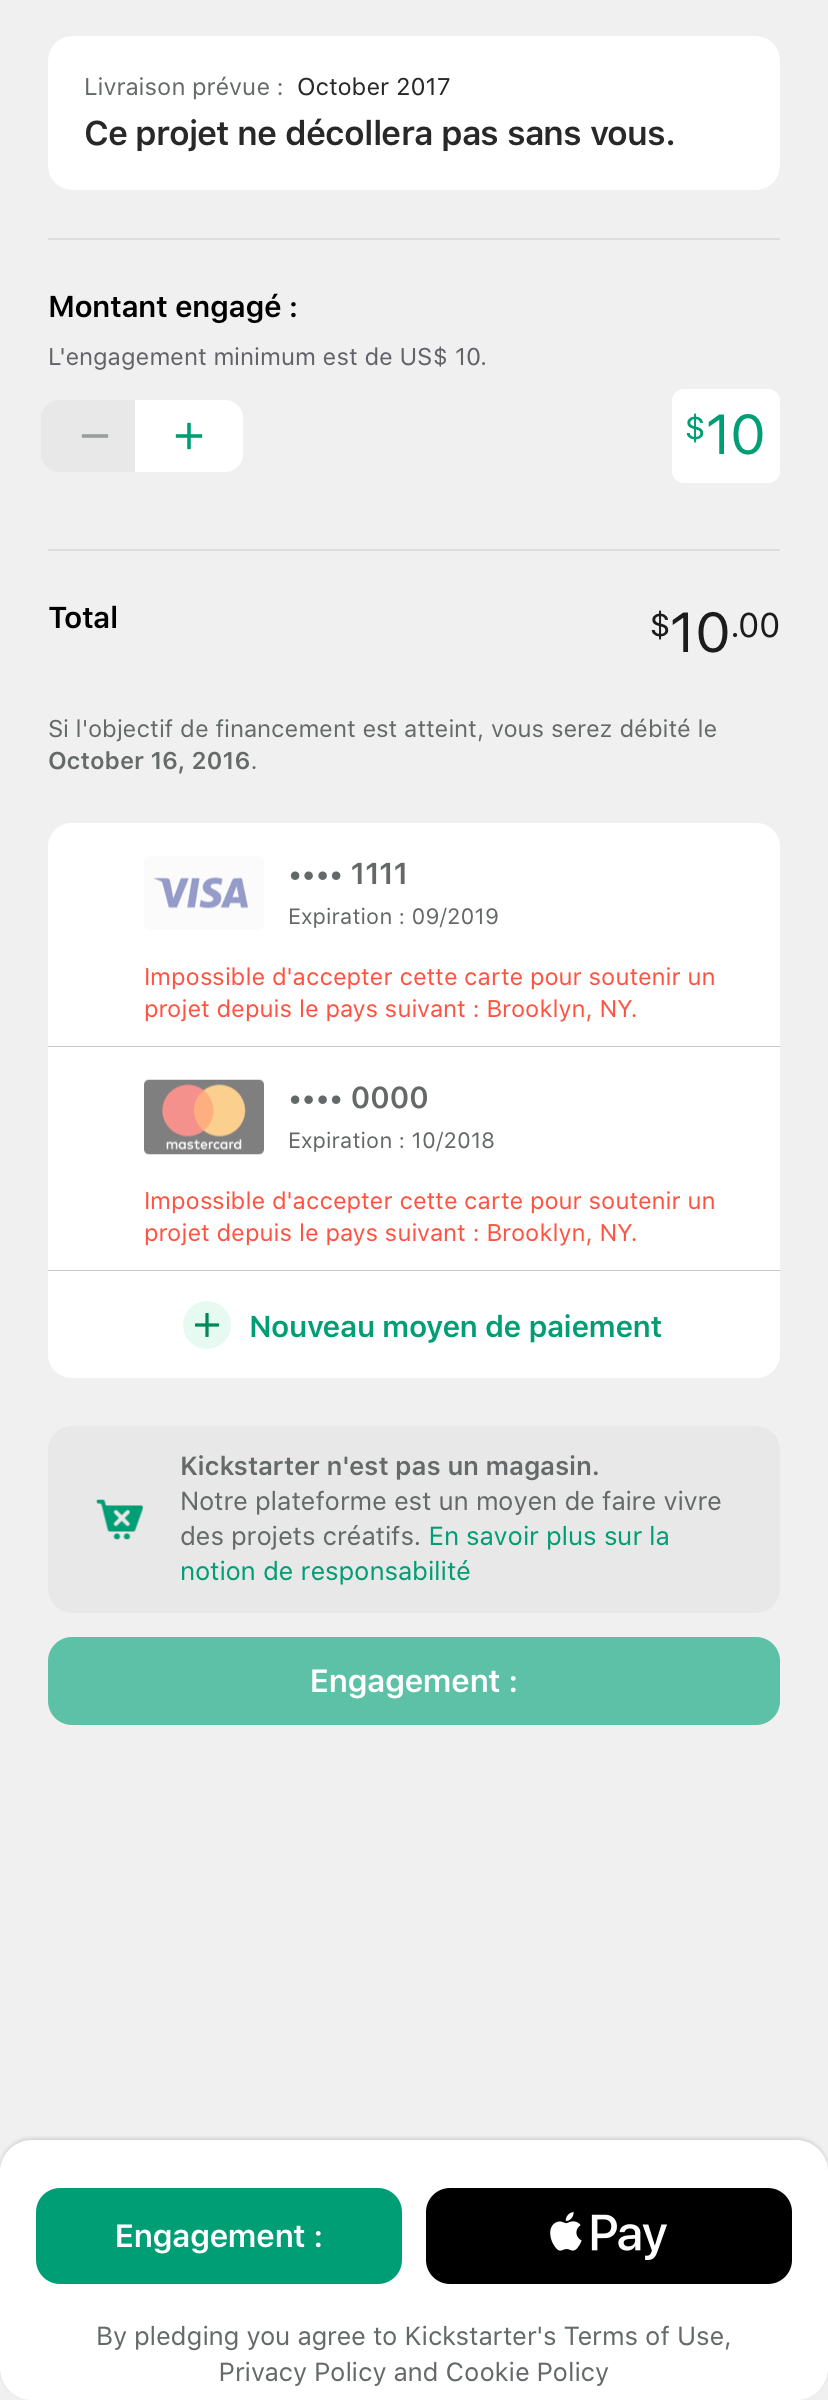 Livraison prévue : October 2017
Ce projet ne décollera pas sans vous.
Montant engagé :
L'engagement minimum est de US$ 10.
$10
Total
$10.00
Si l'objectif de financement est atteint, vous serez débité le
October 16, 2016.
VISA
•••• 1111
Expiration : 09/2019
Impossible d'accepter cette carte pour soutenir un
projet depuis le pays suivant : Brooklyn, NY.
•••• 0000
mastercard
Expiration : 10/2018
Impossible d'accepter cette carte pour soutenir un
projet depuis le pays suivant : Brooklyn, NY.
Nouveau moyen de paiement
Kickstarter n'est pas un magasin.
Notre plateforme est un moyen de faire vivre
des projets créatifs. En savoir plus sur la
notion de responsabilité
Engagement :
Engagement :
Pay
By pledging you agree to Kickstarter's Terms of Use,
Privacy Policy and Cookie Policy